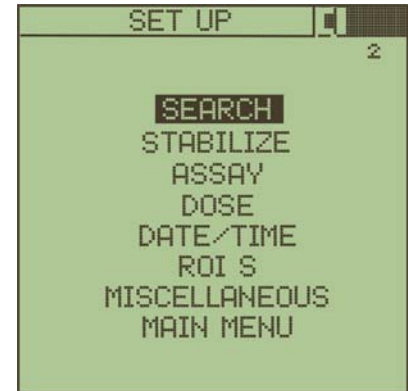 SET UP
2
SEARCH
STABILIZE
ASSAY
DOSE
DATE/TIME
ROI S
MISCELLANEOUS
MAIN MENU